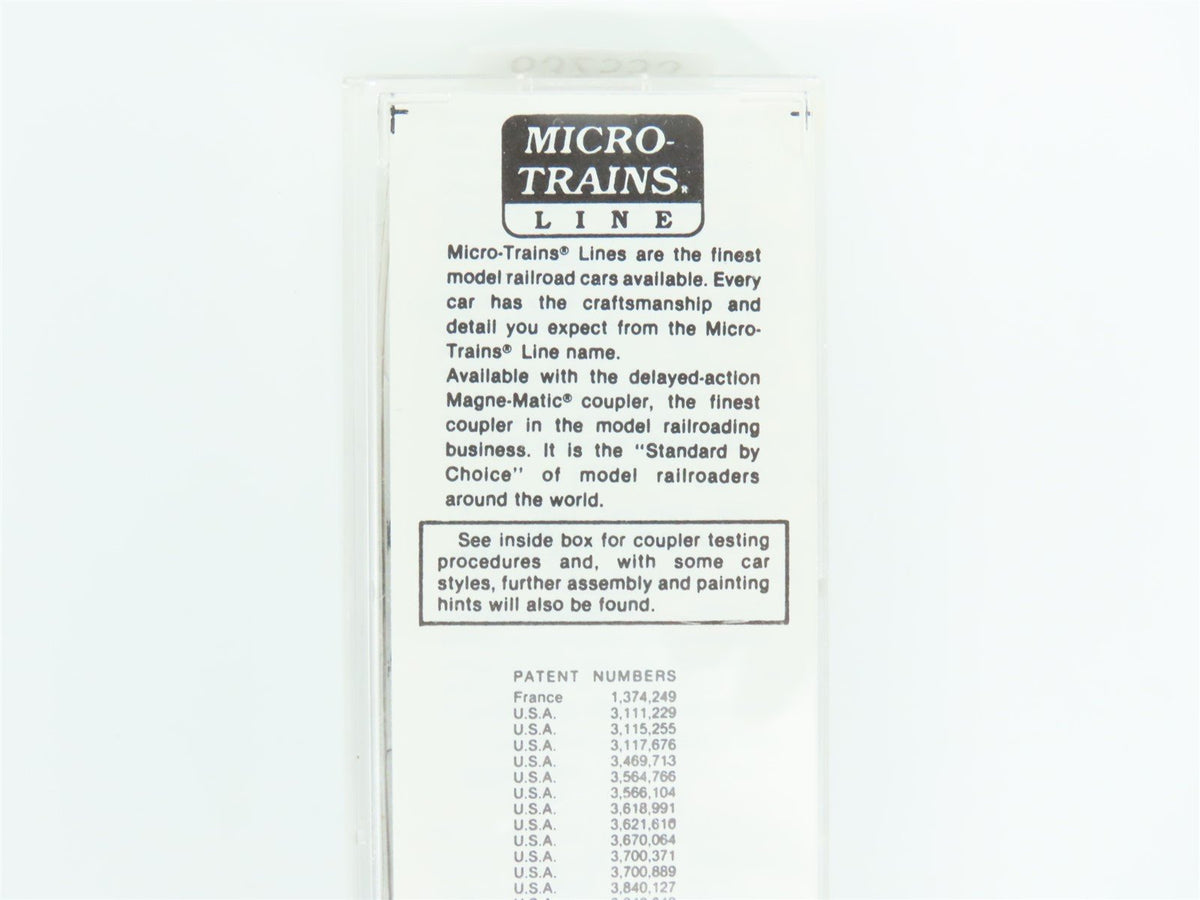 MICRO-
TRAINS®
LINE
Micro-Trains® Lines are the finest
model railroad cars available. Every
car has the craftsmanship and
detail you expect from the Micro-
Trains® Line name.
Available with the delayed-action
Magne-Matic® coupler, the finest
coupler in the model railroading
business. It is the "Standard by
Choice" of model railroaders
around the world.
See inside box for coupler testing
procedures and, with some car
styles, further assembly and painting
hints will also be found.
PATENT NUMBERS
France 1,374,249
U.S.A. 3,111,229
U.S.A. 3,115,255
U.S.A. 3,117,676
U.S.A. 3,469,713
U.S.A. 3,564,766
U.S.A. 3,566,104
U.S.A. 3,618,991
U.S.A. 3,621,610
U.S.A. 3,670,064
U.S.A. 3,700,371
U.S.A. 3,700,889
U.S.A. 3,840,127